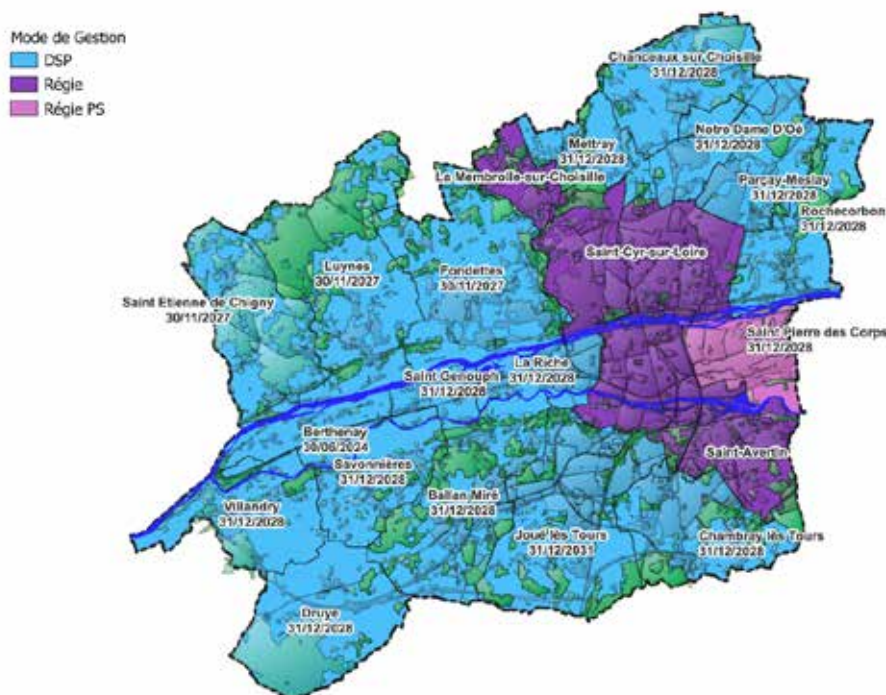 Mode de Gestion
DSP
Régie
Régie PS
Chanceaux sur Choisille
31/12/2028
Mettray
31/12/2028
Notre Dame D'Oé
31/12/2028
La Membrolle-sur-Choisille
Parçay-Meslay
31/12/2028
Rochecorbon
31/12/2028
Luynes
30/11/2027
Fondettes
30/11/2027
Saint-Cyr-sur-Loire
Saint Etienne de Chigny
30/11/2027
Saint Pierre des Corps
31/12/2028
La Riche
31/12/2028
Saint Genouph
31/12/2028
Berthenay
30/06/2024
Savonnières
31/12/2028
Saint-Avertin
Villandry
31/12/2028
Ballan Miré
31/12/2028
Joué lès Tours
31/12/2031
Chambray lès Tours
31/12/2028
Druye
31/12/2028